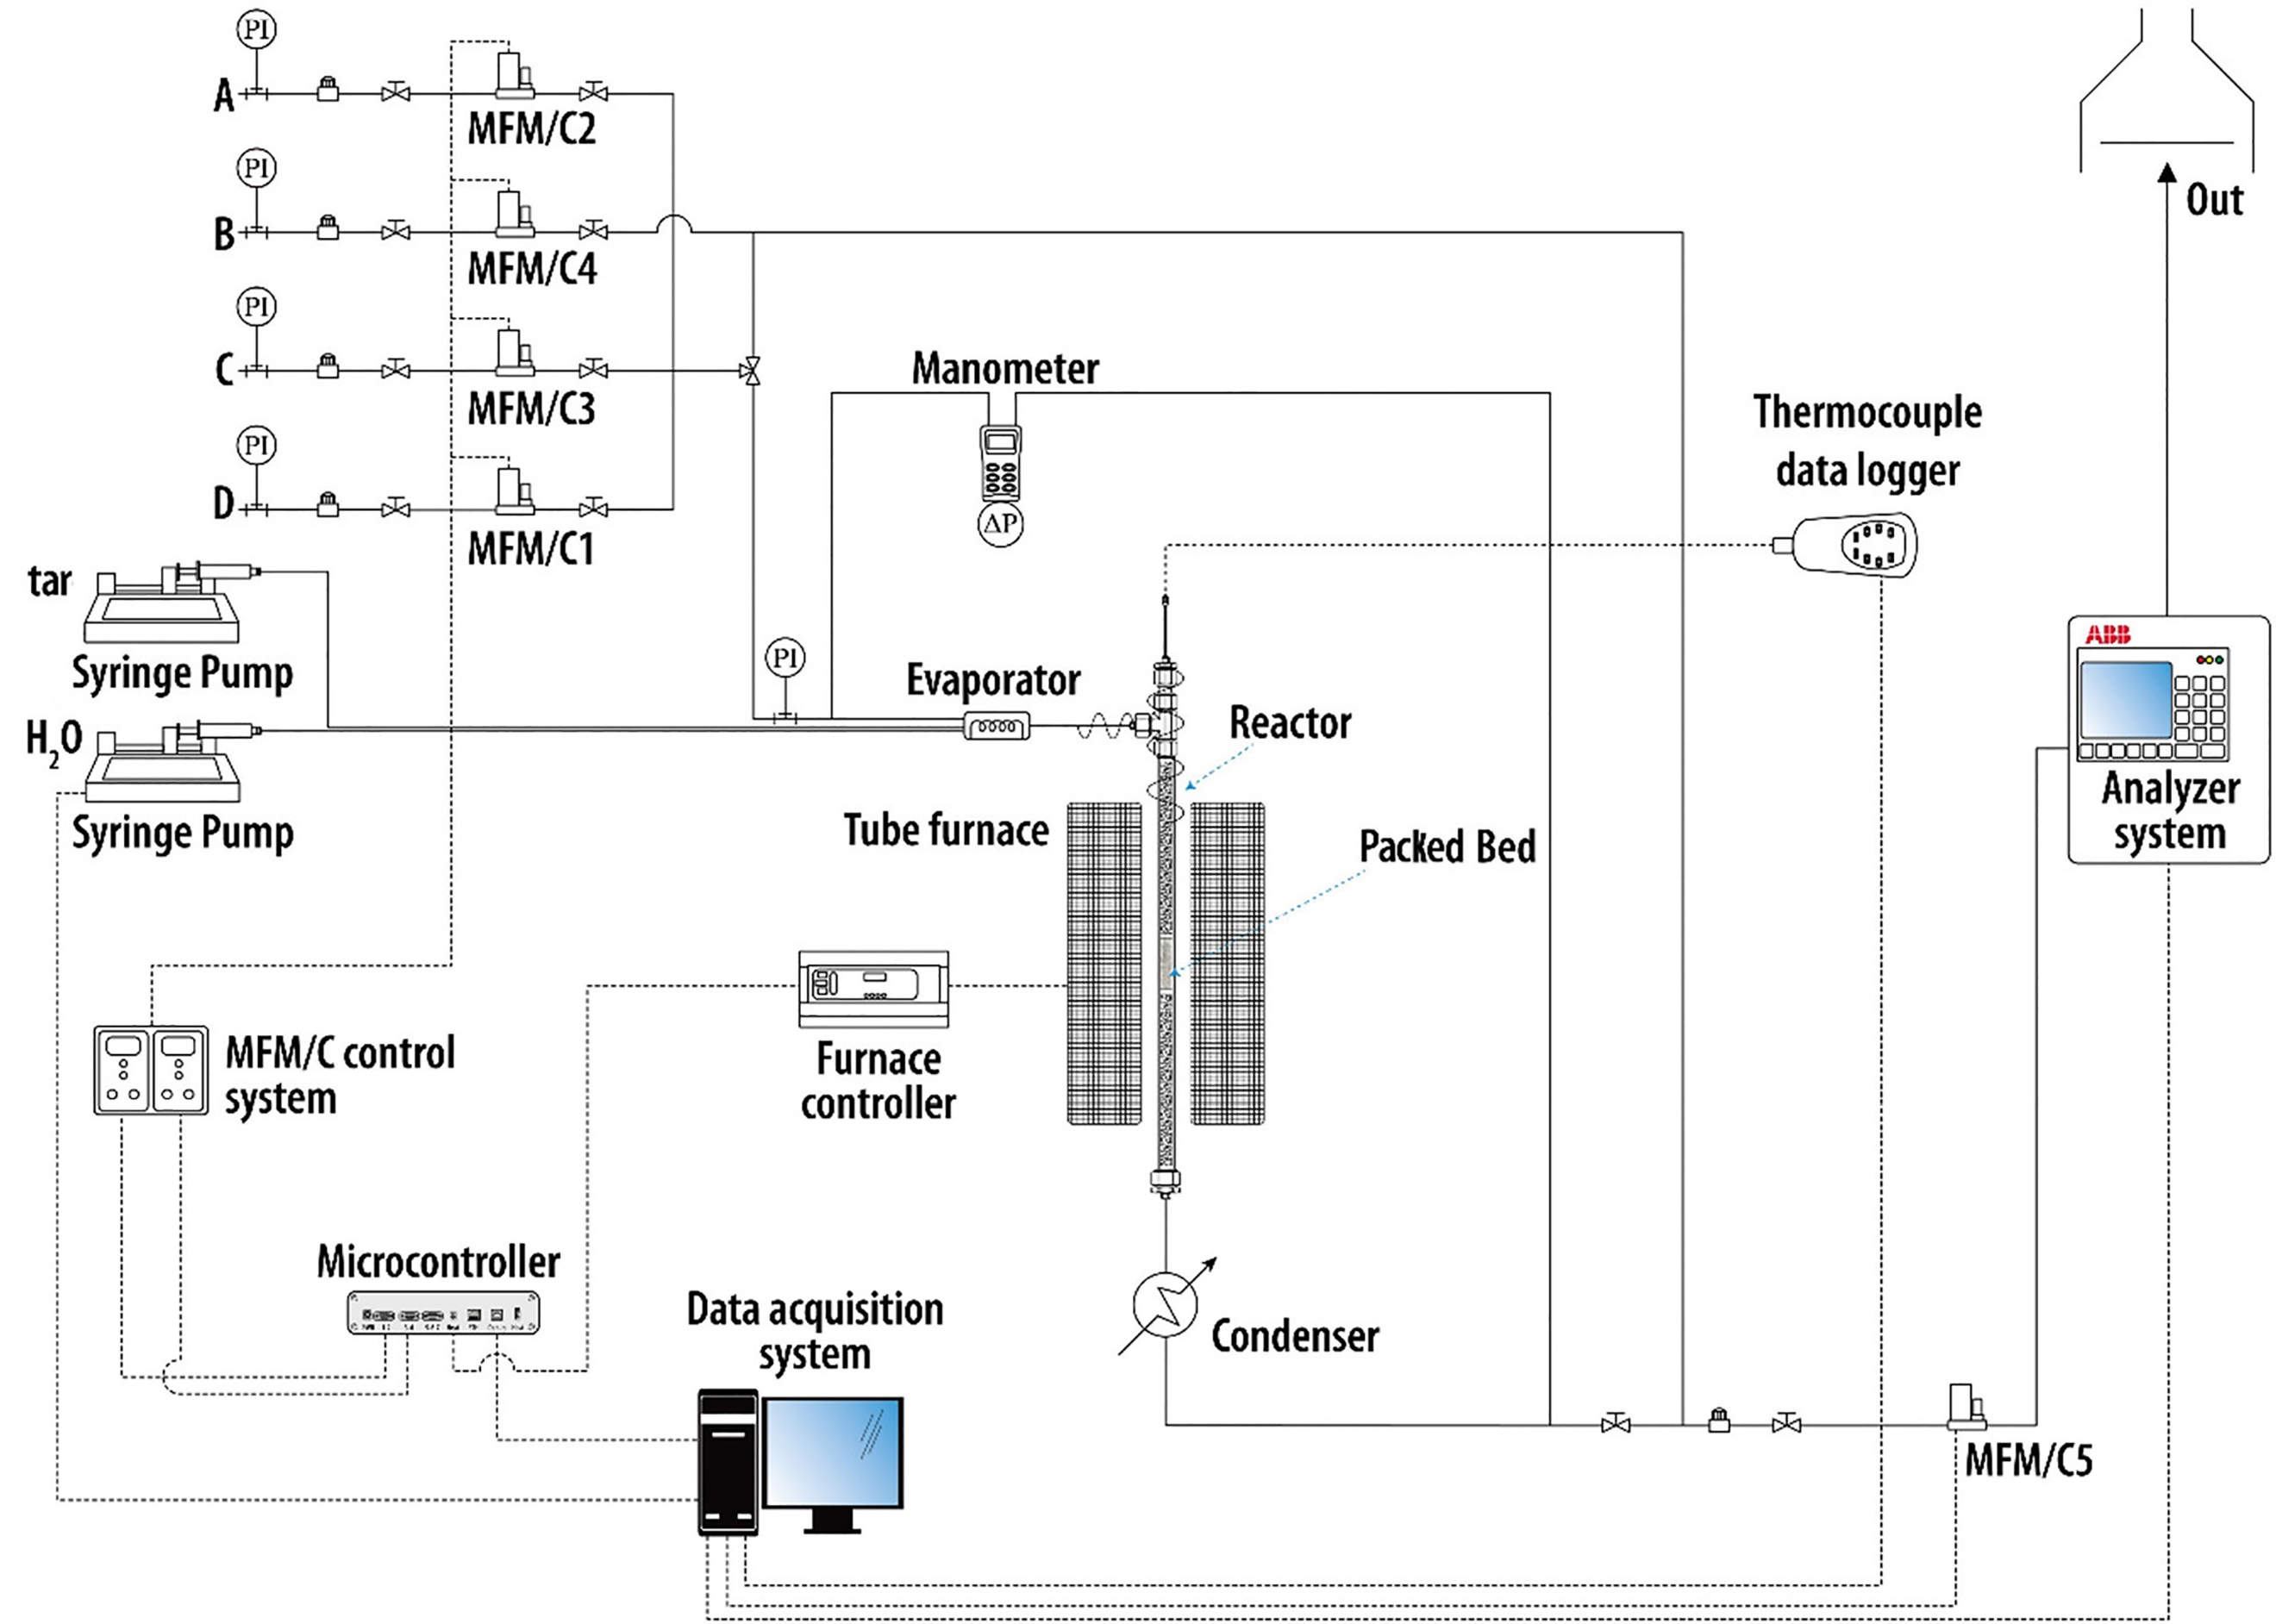 PI
A
MFM/C2
PI
B
MFM/C4
PI
C
MFM/C3
PI
D
MFM/C1
Out
Manometer
ΔP
Thermocouple
data logger
tar
Syringe Pump
H2O
Syringe Pump
PI
Evaporator
Reactor
ABB
Analyzer
system
Tube furnace
Packed Bed
MFM/C control
system
Furnace
controller
Microcontroller
Data acquisition
system
Condenser
MFM/C5